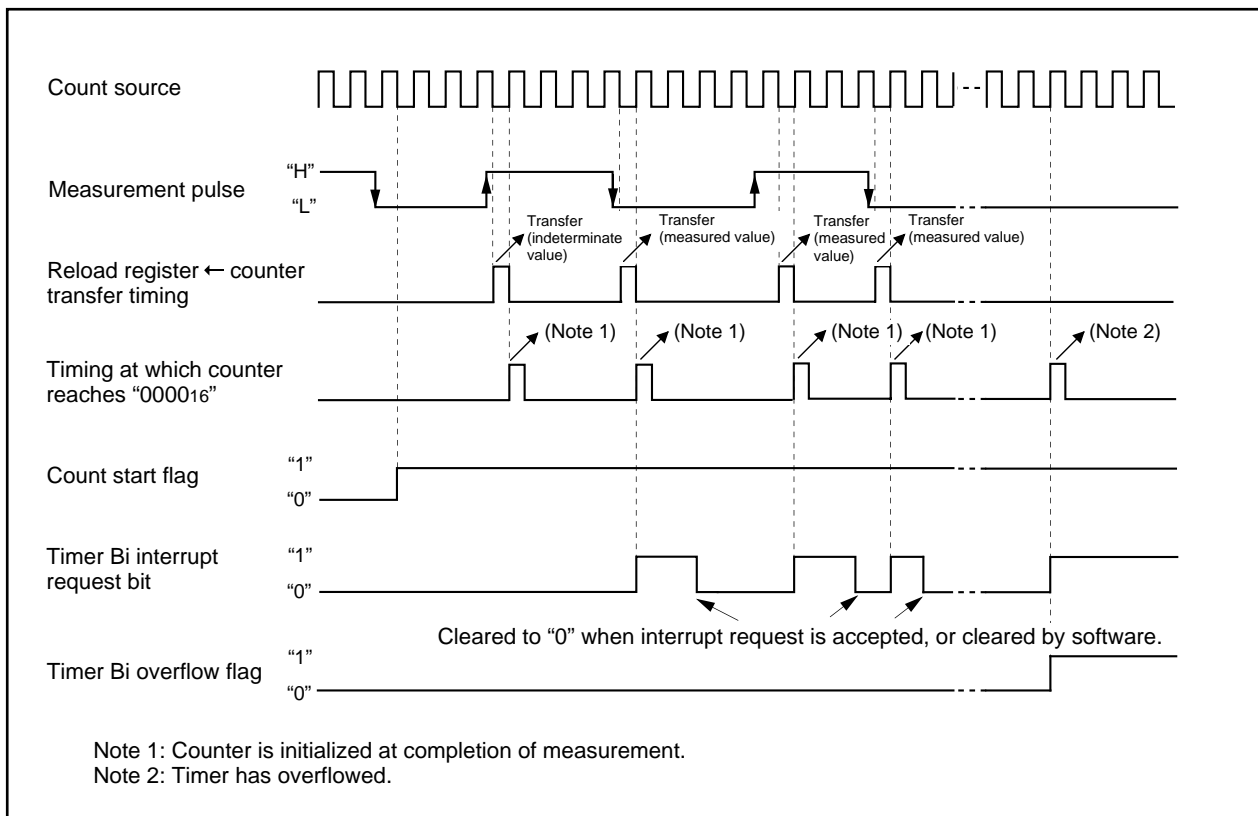 Count source
Measurement pulse
“H”
“L”
Transfer
(indeterminate
value)
Transfer
(measured value)
Transfer
(measured
value)
Transfer
(measured value)
Reload register ← counter
transfer timing
(Note 1)
(Note 1)
(Note 1)
(Note 1)
(Note 2)
Timing at which counter
reaches “000016”
Count start flag
“1”
“0”
Timer Bi interrupt
request bit
“1”
“0”
Cleared to “0” when interrupt request is accepted, or cleared by software.
Timer Bi overflow flag
“1”
“0”
Note 1: Counter is initialized at completion of measurement.
Note 2: Timer has overflowed.